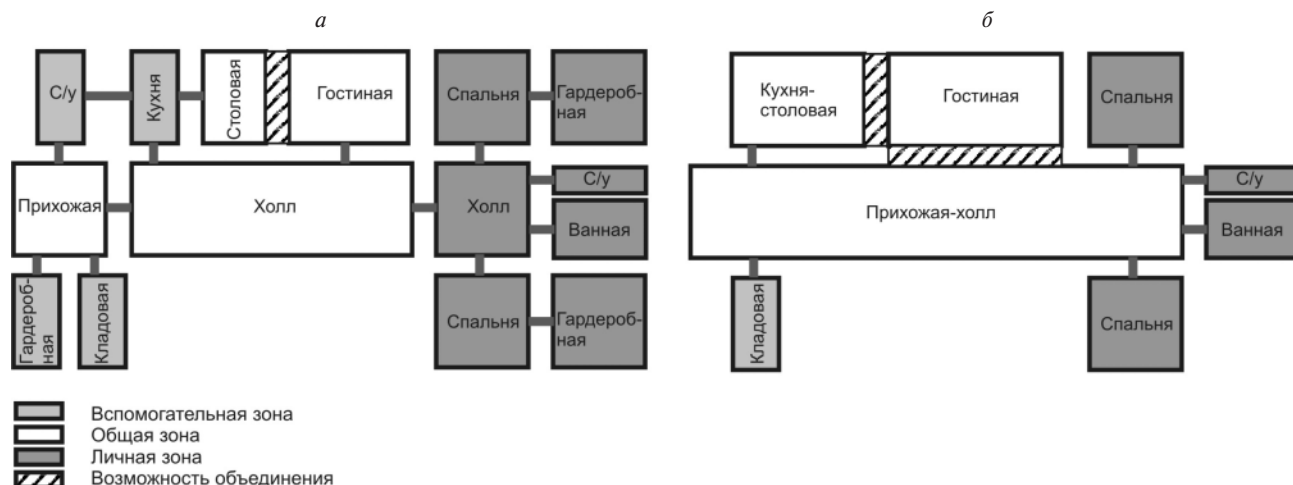 а
С/у
Кухня
Столовая
Гостиная
Спальня
Гардероб-
ная
Прихожая
Холл
Холл
С/у
Ванная
Гардероб-
ная
Кладовая
Спальня
Гардероб-
ная
б
Кухня-
столовая
Гостиная
Спальня
Прихожая-холл
С/у
Ванная
Кладовая
Спальня
Вспомогательная зона
Общая зона
Личная зона
Возможность объединения